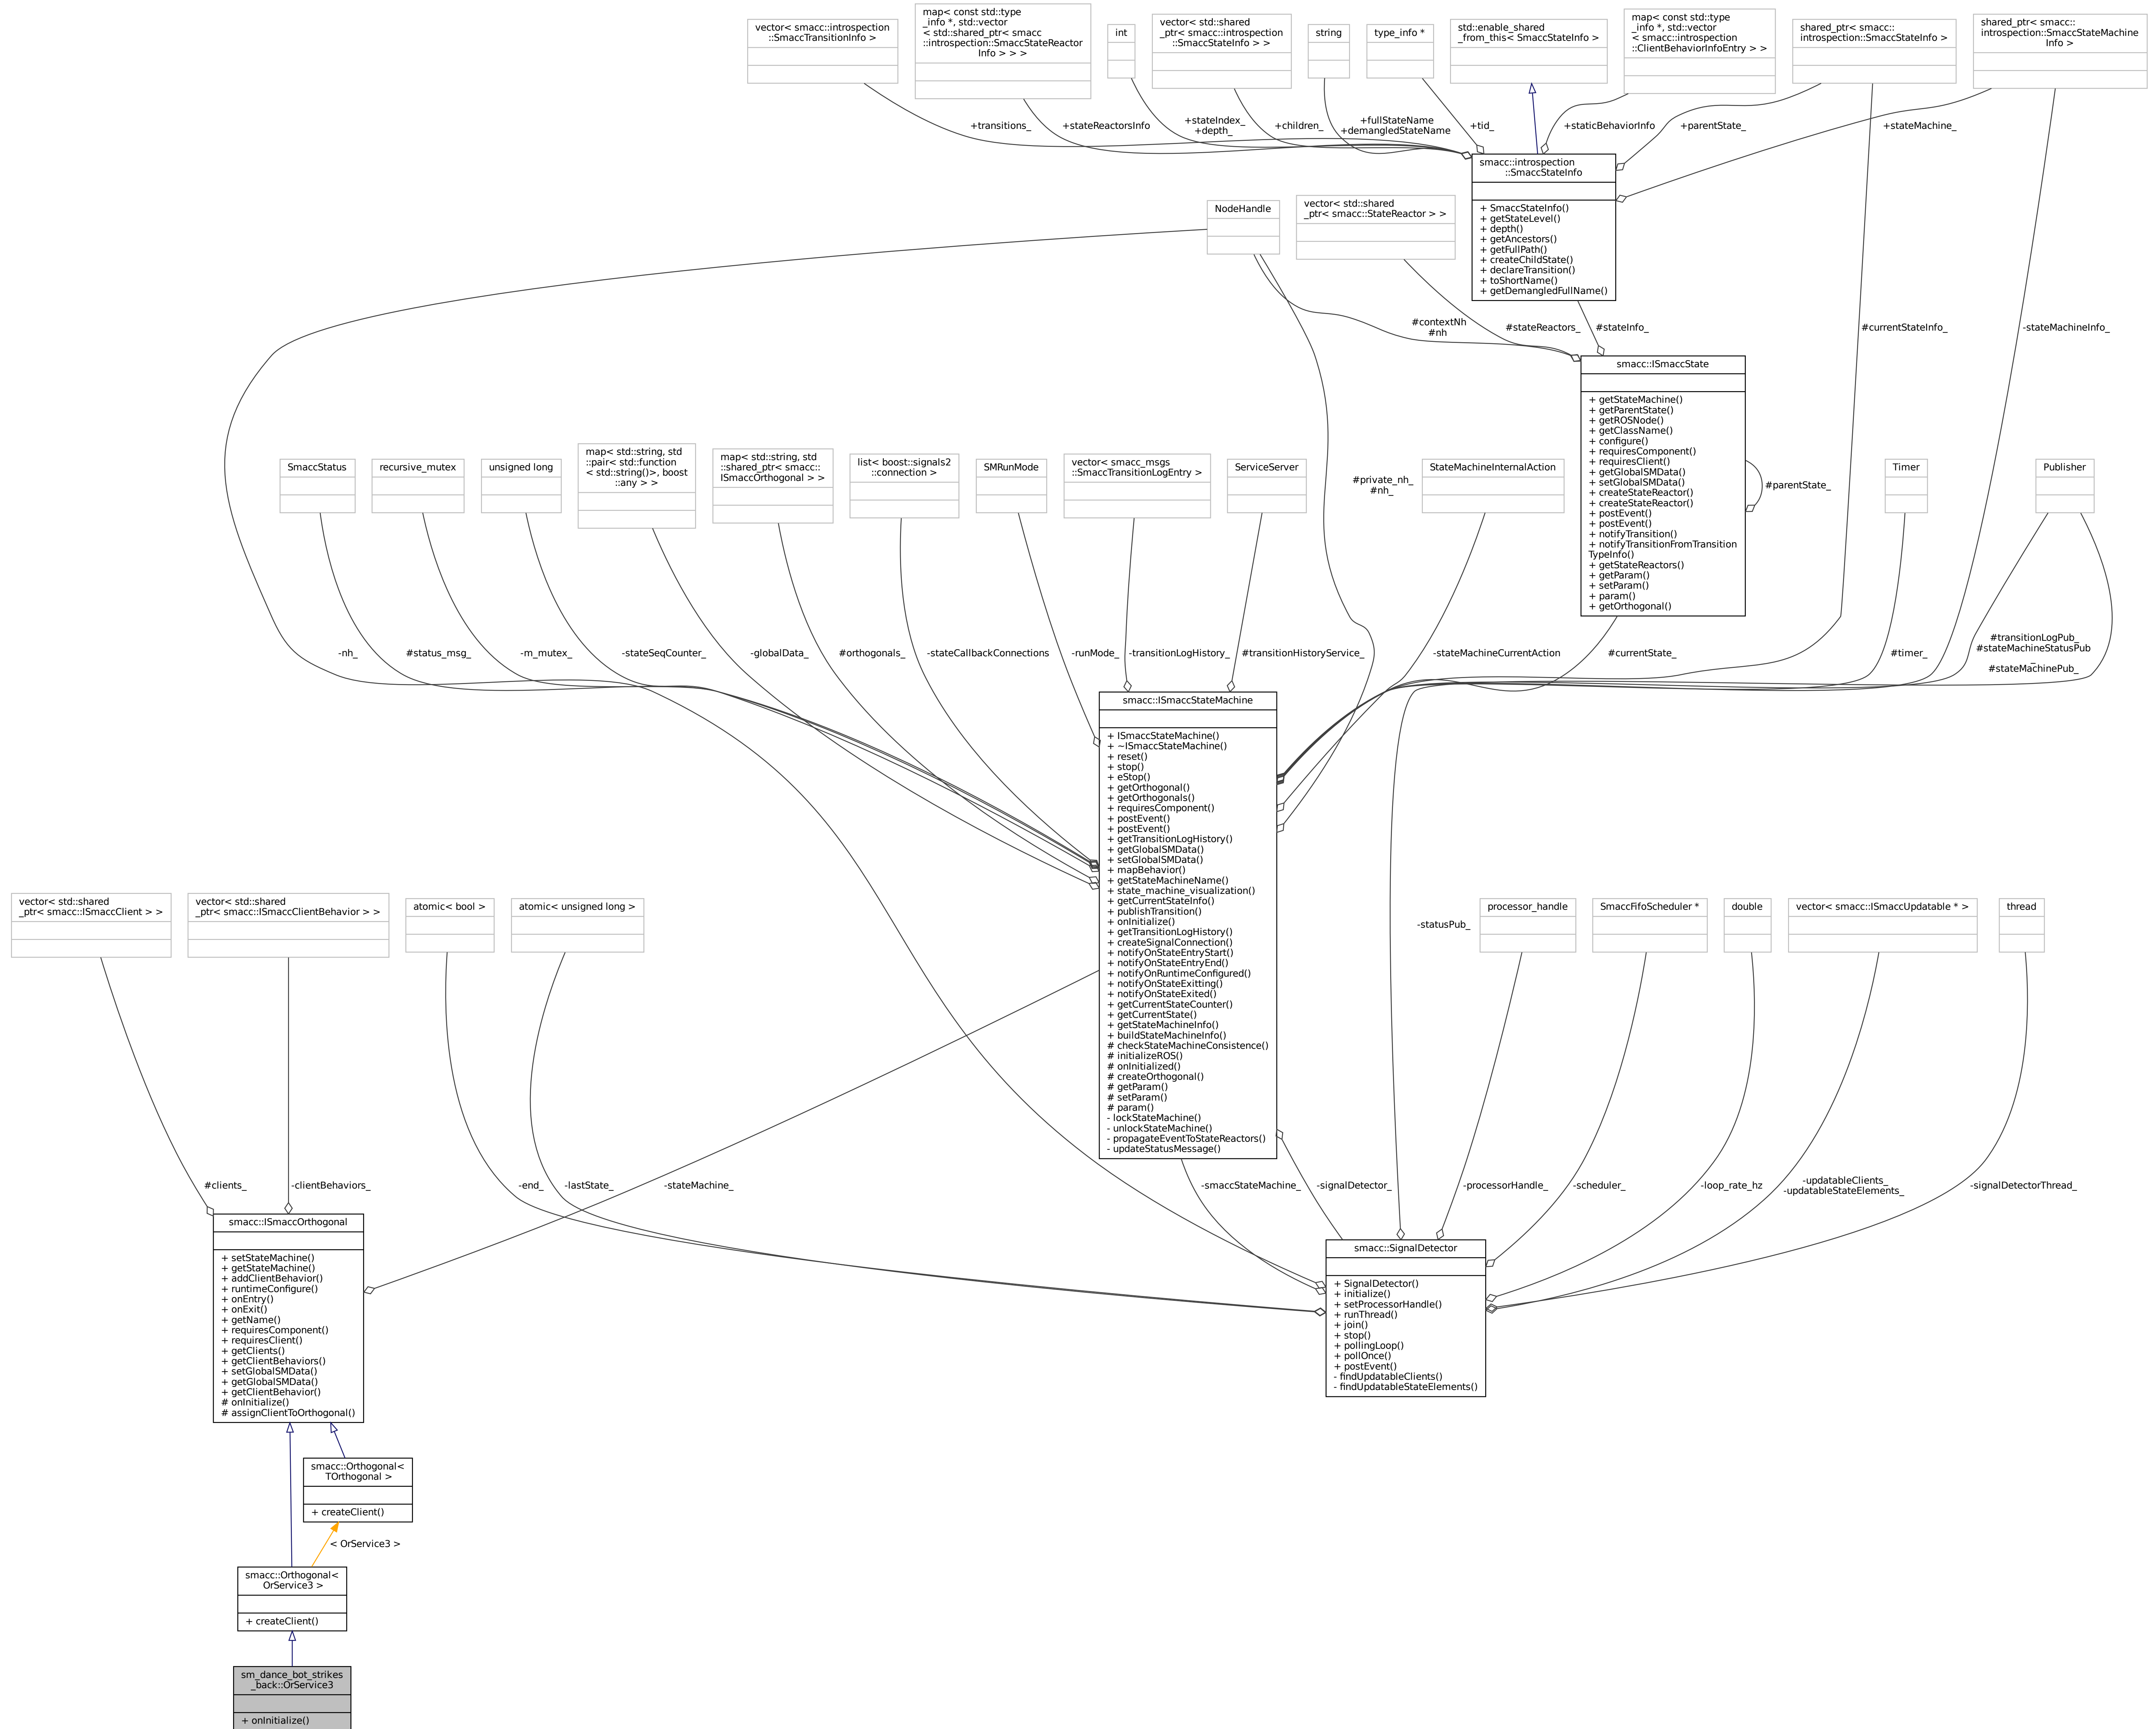 vector< smacc::introspection
::SmaccTransitionInfo >
map< const std::type
_info *, std::vector
< std::shared_ptr< smacc
::introspection::SmaccStateReactor
Info > > >
int
vector< std::shared
_ptr< smacc::introspection
::SmaccStateInfo > >
string
type_info *
std::enable_shared
_from_this< SmaccStateInfo >
map< const std::type
_info *, std::vector
< smacc::introspection
::ClientBehaviorInfoEntry > >
shared_ptr< smacc::
introspection::SmaccStateInfo >
shared_ptr< smacc::
introspection::SmaccStateMachine
Info >
+transitions_
+stateReactorsInfo
+stateIndex_
+depth_
+children_
+fullStateName
+demangledStateName
+tid_
+staticBehaviorInfo
+parentState_
+stateMachine_
smacc::introspection
::SmaccStateInfo
+ SmaccStateInfo()
+ getStateLevel()
+ depth()
+ getAncestors()
+ getFullPath()
+ createChildState()
+ declareTransition()
+ toShortName()
+ getDemangledFullName()
NodeHandle
vector< std::shared
_ptr< smacc::StateReactor > >
#contextNh
#nh
#stateReactors_
#stateInfo_
#currentStateInfo_
-stateMachineInfo_
smacc::ISmaccState
+ getStateMachine()
+ getParentState()
+ getROSNode()
+ getClassName()
+ configure()
+ requiresComponent()
+ requiresClient()
+ getGlobalSMData()
+ setGlobalSMData()
+ createStateReactor()
+ createStateReactor()
+ postEvent()
+ postEvent()
+ notifyTransition()
+ notifyTransitionFromTransition
TypeInfo()
+ getStateReactors()
+ getParam()
+ setParam()
+ param()
+ getOrthogonal()
#parentState_
SmaccStatus
recursive_mutex
unsigned long
map< std::string, std
::pair< std::function
< std::string()>, boost
::any > >
map< std::string, std
::shared_ptr< smacc::
ISmaccOrthogonal > >
list< boost::signals2
::connection >
SMRunMode
vector< smacc_msgs
::SmaccTransitionLogEntry >
ServiceServer
#private_nh_
#nh_
StateMachineInternalAction
Timer
Publisher
-nh_
#status_msg_
-m_mutex_
-stateSeqCounter_
-globalData_
#orthogonals_
-stateCallbackConnections
-runMode_
-transitionLogHistory_
#transitionHistoryService_
-stateMachineCurrentAction
#currentState_
#timer_
#transitionLogPub_
#stateMachineStatusPub
_
#stateMachinePub_
smacc::ISmaccStateMachine
+ ISmaccStateMachine()
+ ~ISmaccStateMachine()
+ reset()
+ stop()
+ eStop()
+ getOrthogonal()
+ getOrthogonals()
+ requiresComponent()
+ postEvent()
+ postEvent()
+ getTransitionLogHistory()
+ getGlobalSMData()
+ setGlobalSMData()
+ mapBehavior()
+ getStateMachineName()
+ state_machine_visualization()
+ getCurrentStateInfo()
+ publishTransition()
+ onInitialize()
+ getTransitionLogHistory()
+ createSignalConnection()
+ notifyOnStateEntryStart()
+ notifyOnStateEntryEnd()
+ notifyOnRuntimeConfigured()
+ notifyOnStateExitting()
+ notifyOnStateExited()
+ getCurrentStateCounter()
+ getCurrentState()
+ getStateMachineInfo()
+ buildStateMachineInfo()
# checkStateMachineConsistence()
# initializeROS()
# onInitialized()
# createOrthogonal()
# getParam()
# setParam()
# param()
- lockStateMachine()
- unlockStateMachine()
- propagateEventToStateReactors()
- updateStatusMessage()
vector< std::shared
_ptr< smacc::ISmaccClient > >
vector< std::shared
_ptr< smacc::ISmaccClientBehavior > >
atomic< bool >
atomic< unsigned long >
-statusPub_
processor_handle
SmaccFifoScheduler *
double
vector< smacc::ISmaccUpdatable * >
thread
#clients_
-clientBehaviors_
-end_
-lastState_
-stateMachine_
-smaccStateMachine_
-signalDetector_
-processorHandle_
-scheduler_
-loop_rate_hz
-updatableClients_
-updatableStateElements_
-signalDetectorThread_
smacc::ISmaccOrthogonal
+ setStateMachine()
+ getStateMachine()
+ addClientBehavior()
+ runtimeConfigure()
+ onEntry()
+ onExit()
+ getName()
+ requiresComponent()
+ requiresClient()
+ getClients()
+ getClientBehaviors()
+ setGlobalSMData()
+ getGlobalSMData()
+ getClientBehavior()
# onInitialize()
# assignClientToOrthogonal()
smacc::SignalDetector
+ SignalDetector()
+ initialize()
+ setProcessorHandle()
+ runThread()
+ join()
+ stop()
+ pollingLoop()
+ pollOnce()
+ postEvent()
- findUpdatableClients()
- findUpdatableStateElements()
smacc::Orthogonal<
TOrthogonal >
+ createClient()
< OrService3 >
smacc::Orthogonal<
OrService3 >
+ createClient()
sm_dance_bot_strikes
_back::OrService3
+ onInitialize()